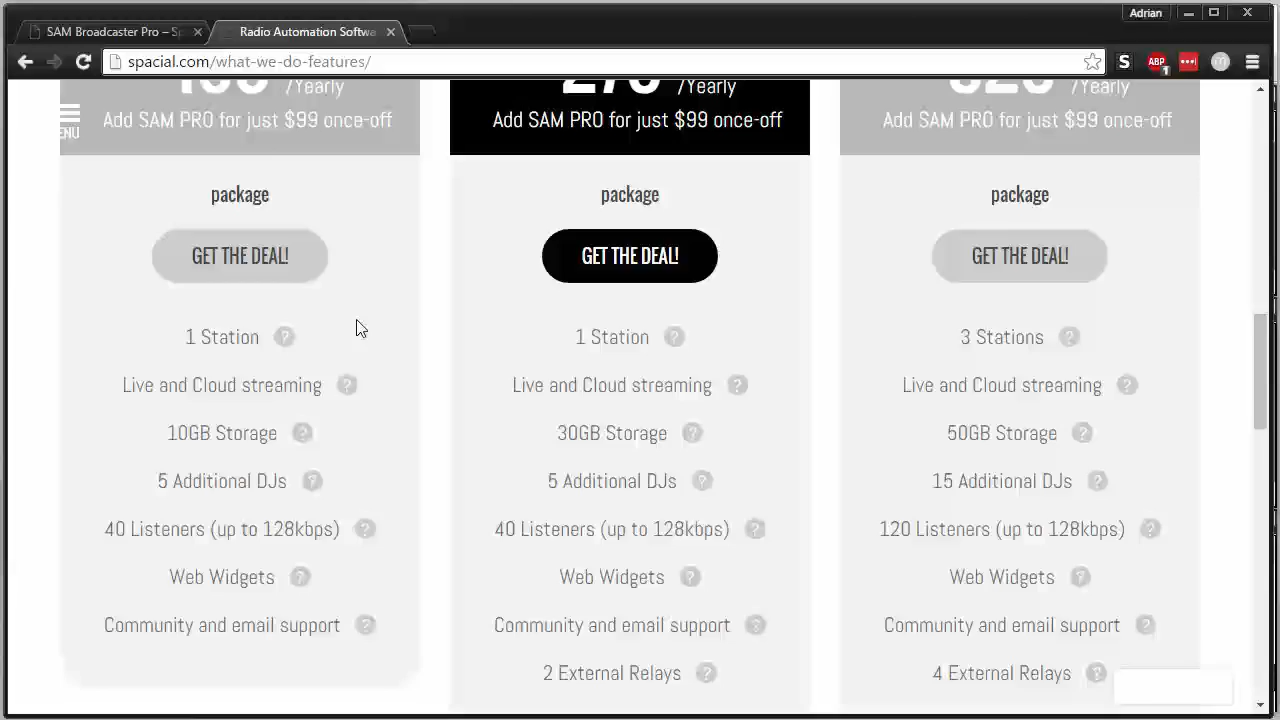 Adrian
SAM Broadcaster Pro – S
Radio Automation Softwa
spacial.com/what-we-do-features/
S
ABP
1
/Yearly
Add SAM PRO for just $99 once-off
ENU
package
GET THE DEAL!
1 Station ?
Live and Cloud streaming ?
10GB Storage ?
5 Additional DJs ?
40 Listeners (up to 128kbps) ?
Web Widgets ?
Community and email support ?
/Yearly
Add SAM PRO for just $99 once-off
package
GET THE DEAL!
1 Station ?
Live and Cloud streaming ?
30GB Storage ?
5 Additional DJs ?
40 Listeners (up to 128kbps) ?
Web Widgets ?
Community and email support ?
2 External Relays ?
/Yearly
Add SAM PRO for just $99 once-off
package
GET THE DEAL!
3 Stations ?
Live and Cloud streaming ?
50GB Storage ?
15 Additional DJs ?
120 Listeners (up to 128kbps) ?
Web Widgets ?
Community and email support ?
4 External Relays ?